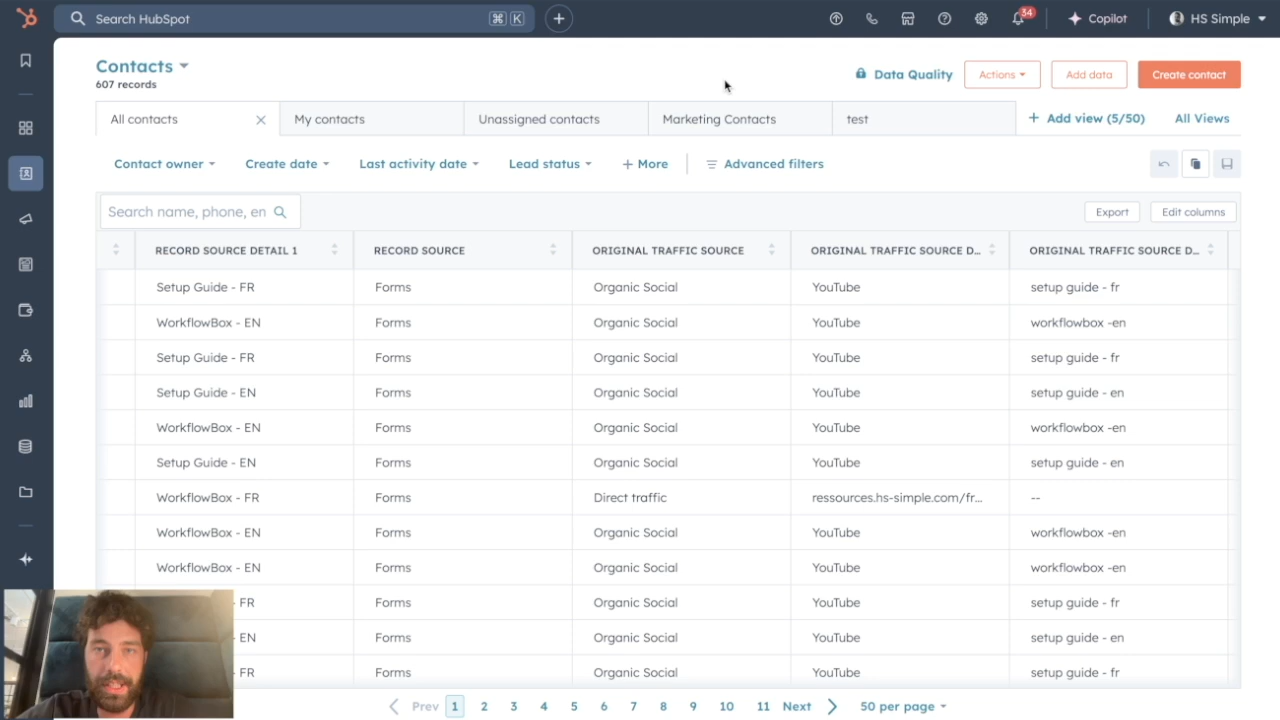 Search HubSpot ⌘ K
34
Copilot
HS Simple
Contacts
607 records
Data Quality
Actions
Add data
Create contact
All contacts
My contacts
Unassigned contacts
Marketing Contacts
test
+ Add view (5/50)
All Views
Contact owner
Create date
Last activity date
Lead status
+ More
Advanced filters
Search name, phone, en
Export
Edit columns
RECORD SOURCE DETAIL 1 RECORD SOURCE ORIGINAL TRAFFIC SOURCE ORIGINAL TRAFFIC SOURCE D... ORIGINAL TRAFFIC SOURCE D...
Setup Guide - FR Forms Organic Social YouTube setup guide - fr
WorkflowBox - EN Forms Organic Social YouTube workflowbox -en
Setup Guide - FR Forms Organic Social YouTube setup guide - fr
Setup Guide - EN Forms Organic Social YouTube setup guide - en
WorkflowBox - EN Forms Organic Social YouTube workflowbox -en
Setup Guide - EN Forms Organic Social YouTube setup guide - en
WorkflowBox - FR Forms Direct traffic ressources.hs-simple.com/fr... --
WorkflowBox - EN Forms Organic Social YouTube workflowbox -en
WorkflowBox - EN Forms Organic Social YouTube workflowbox -en
- FR Forms Organic Social YouTube setup guide - fr
- EN Forms Organic Social YouTube setup guide - en
- FR Forms Organic Social YouTube setup guide - fr
Prev 1 2 3 4 5 6 7 8 9 10 11 Next 50 per page